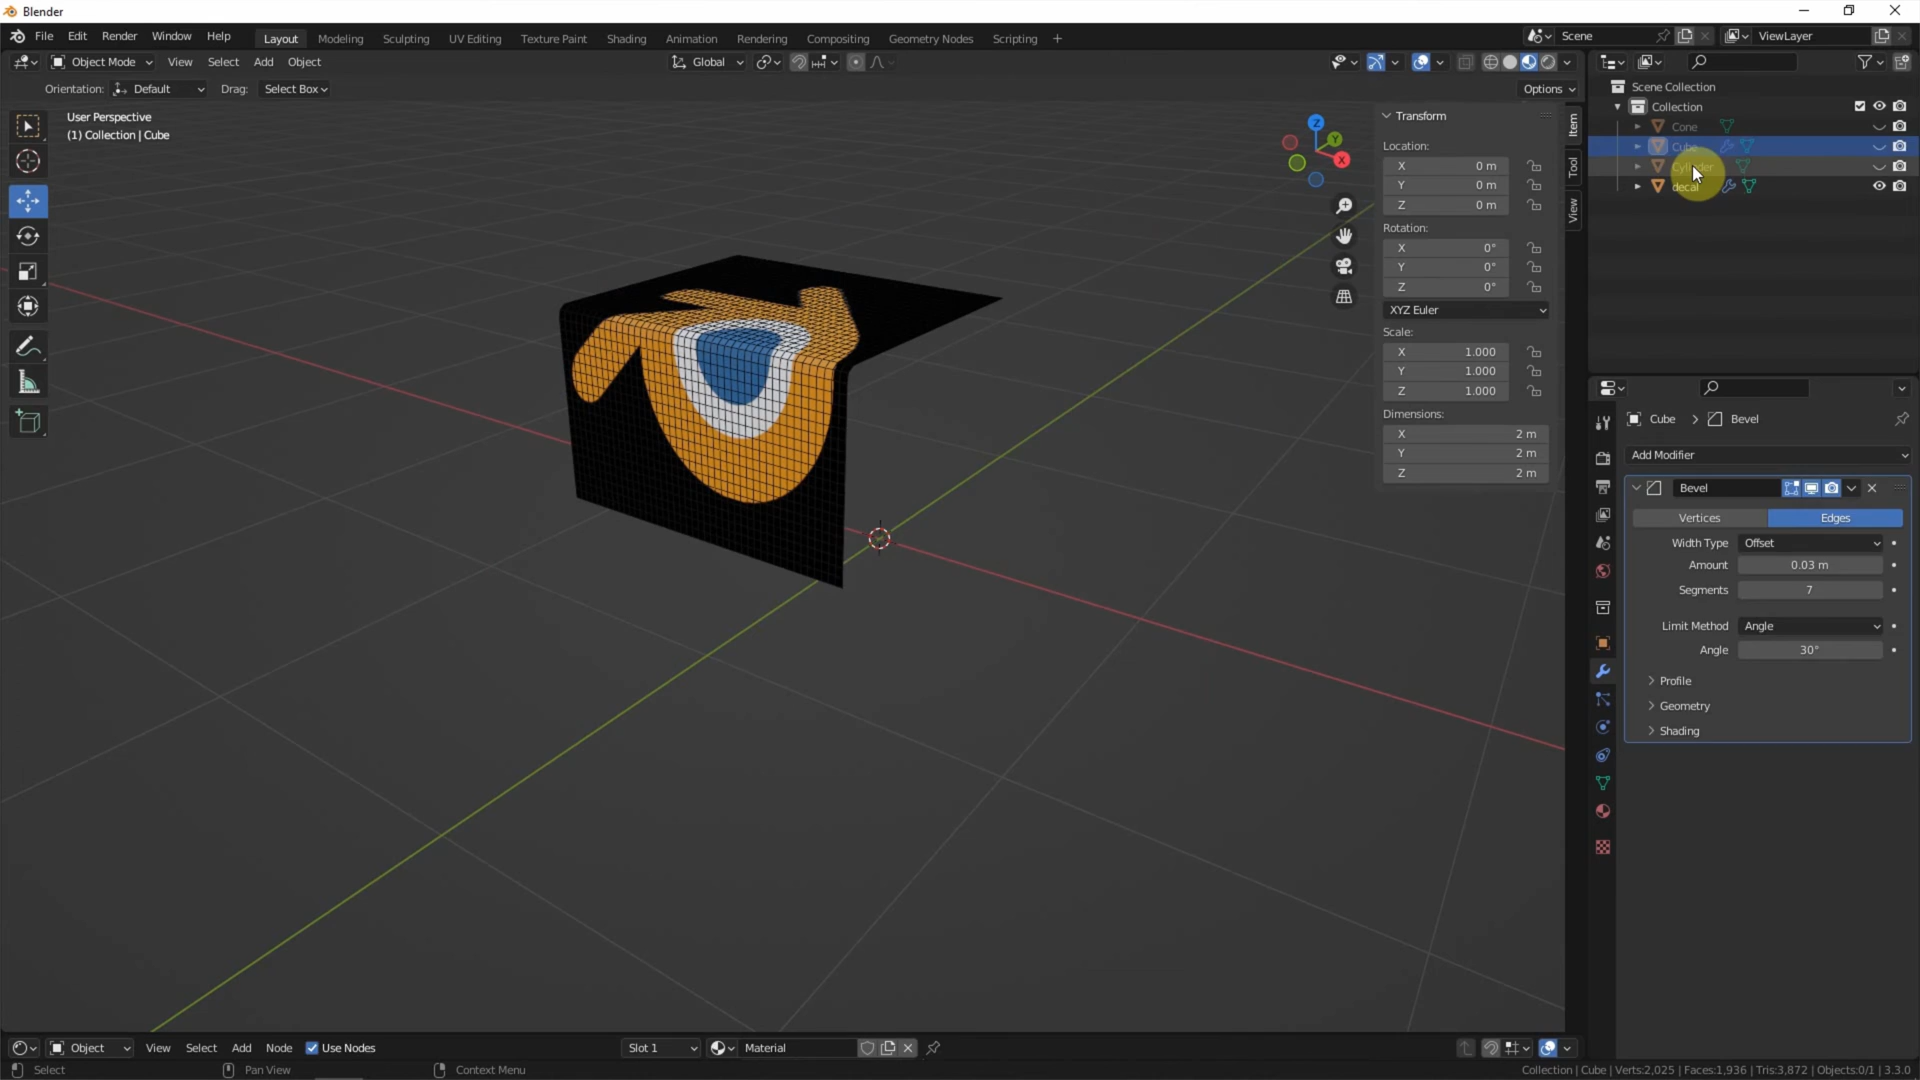 Blender
File Edit Render Window Help Layout Modeling Sculpting UV Editing Texture Paint Shading Animation Rendering Compositing Geometry Nodes Scripting + Scene ViewLayer
Object Mode View Select Add Object Global
Orientation: Default Drag: Select Box Options
User Perspective
(1) Collection | Cube
Z
Y
X
Transform
Location:
X 0 m
Y 0 m
Z 0 m
Rotation:
X 0°
Y 0°
Z 0°
XYZ Euler
Scale:
X 1.000
Y 1.000
Z 1.000
Dimensions:
X 2 m
Y 2 m
Z 2 m
Item
Tool
View
Scene Collection
Collection
Cone
Cube
Cylinder
decal
Cube > Bevel
Add Modifier
Bevel
Vertices Edges
Width Type Offset
Amount 0.03 m
Segments 7
Limit Method Angle
Angle 30°
Profile
Geometry
Shading
Object View Select Add Node Use Nodes Slot 1 Material
Select Pan View Context Menu Collection | Cube | Verts:2,025 | Faces:1,936 | Tris:3,872 | Objects:0/1 | 3.3.0